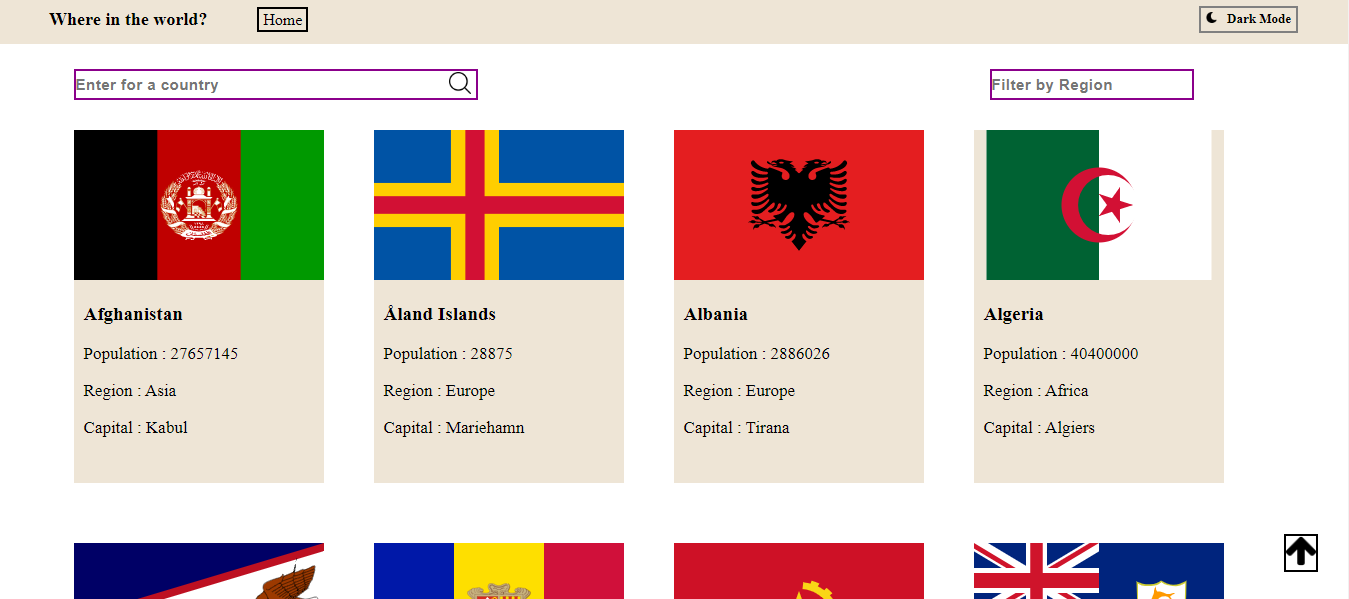 Where in the world?
Home
Dark Mode
Enter for a country
Filter by Region
Afghanistan
Population : 27657145
Region : Asia
Capital : Kabul
Åland Islands
Population : 28875
Region : Europe
Capital : Mariehamn
Albania
Population : 2886026
Region : Europe
Capital : Tirana
Algeria
Population : 40400000
Region : Africa
Capital : Algiers